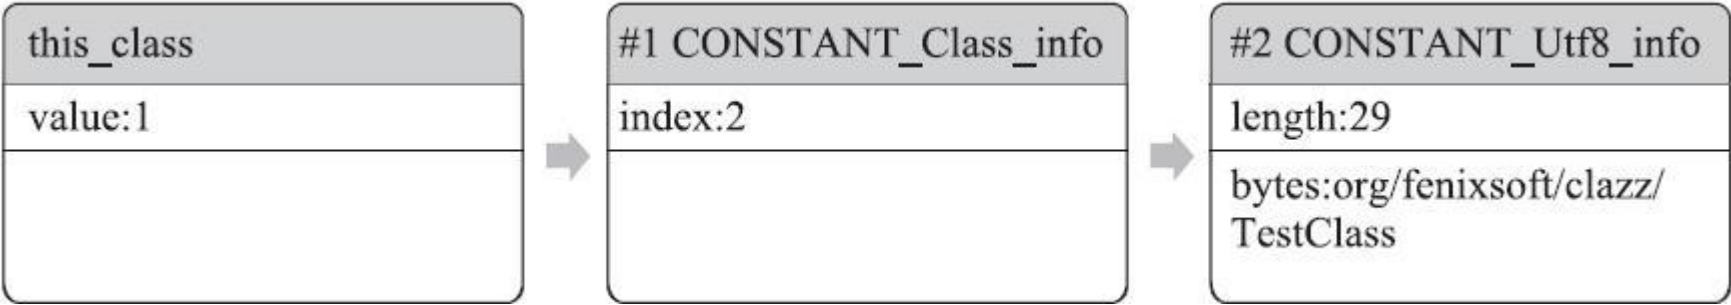 this_class
value:1
#1 CONSTANT_Class_info
index:2
#2 CONSTANT_Utf8_info
length:29
bytes:org/fenixsoft/clazz/
TestClass